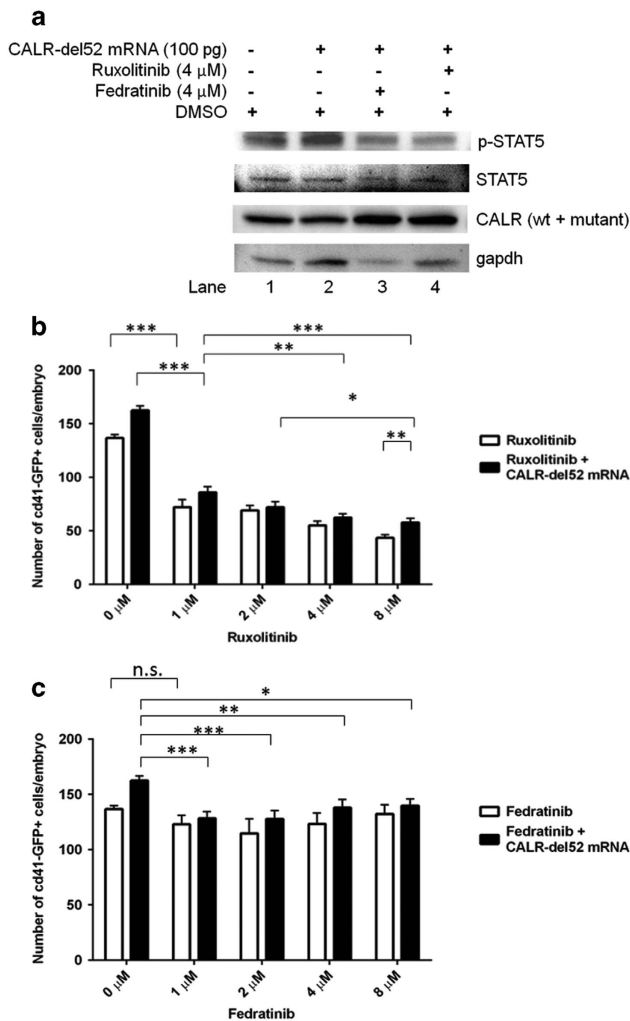 a
CALR-del52 mRNA (100 pg) - + + +
Ruxolitinib (4 µM) - - - +
Fedratinib (4 µM) - - + -
DMSO + + + +
p-STAT5
STAT5
CALR (wt + mutant)
gapdh
Lane 1 2 3 4
b
*** *** ** *** * **
Number of cd41-GFP+ cells/embryo
200
150
100
50
0
0 µM 1 µM 2 µM 4 µM 8 µM
Ruxolitinib
Ruxolitinib
Ruxolitinib +
CALR-del52 mRNA
c
n.s.
*
**
***
***
Number of cd41-GFP+ cells/embryo
200
150
100
50
0
0 µM 1 µM 2 µM 4 µM 8 µM
Fedratinib
Fedratinib
Fedratinib +
CALR-del52 mRNA